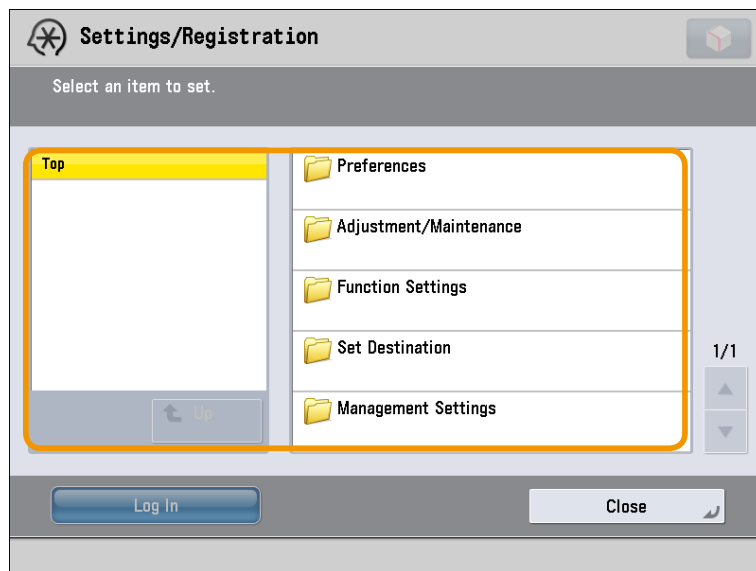 Settings/Registration
Select an item to set.
Top
Preferences
Adjustment/Maintenance
Function Settings
Set Destination
1/1
Up
Management Settings
Log In
Close